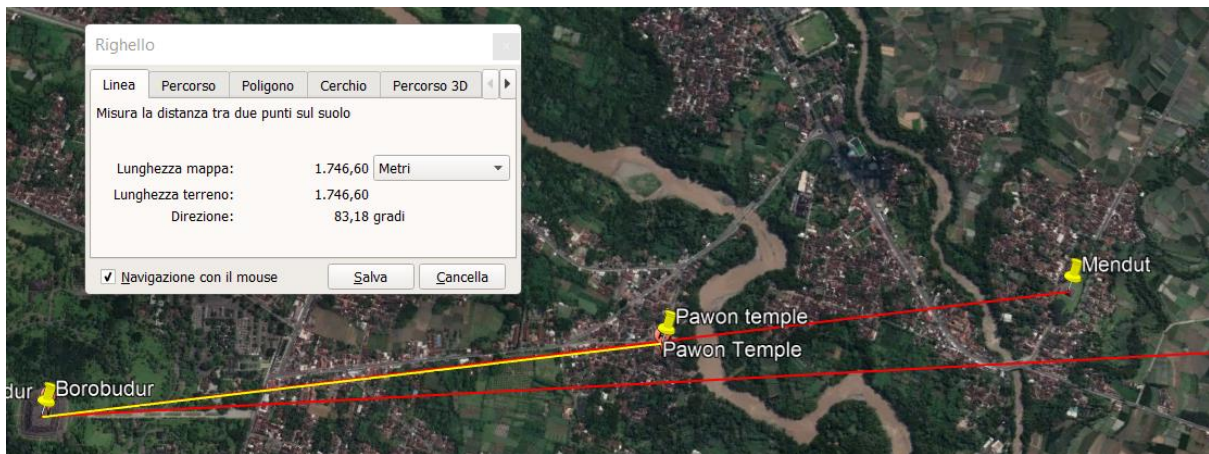 Righello
Linea Percorso Poligono Cerchio Percorso 3D
Misura la distanza tra due punti sul suolo
Lunghezza mappa: 1.746,60 Metri
Lunghezza terreno: 1.746,60
Direzione: 83,18 gradi
Navigazione con il mouse Salva Cancella
Mendut
Pawon temple
Pawon Temple
dur Borobudur